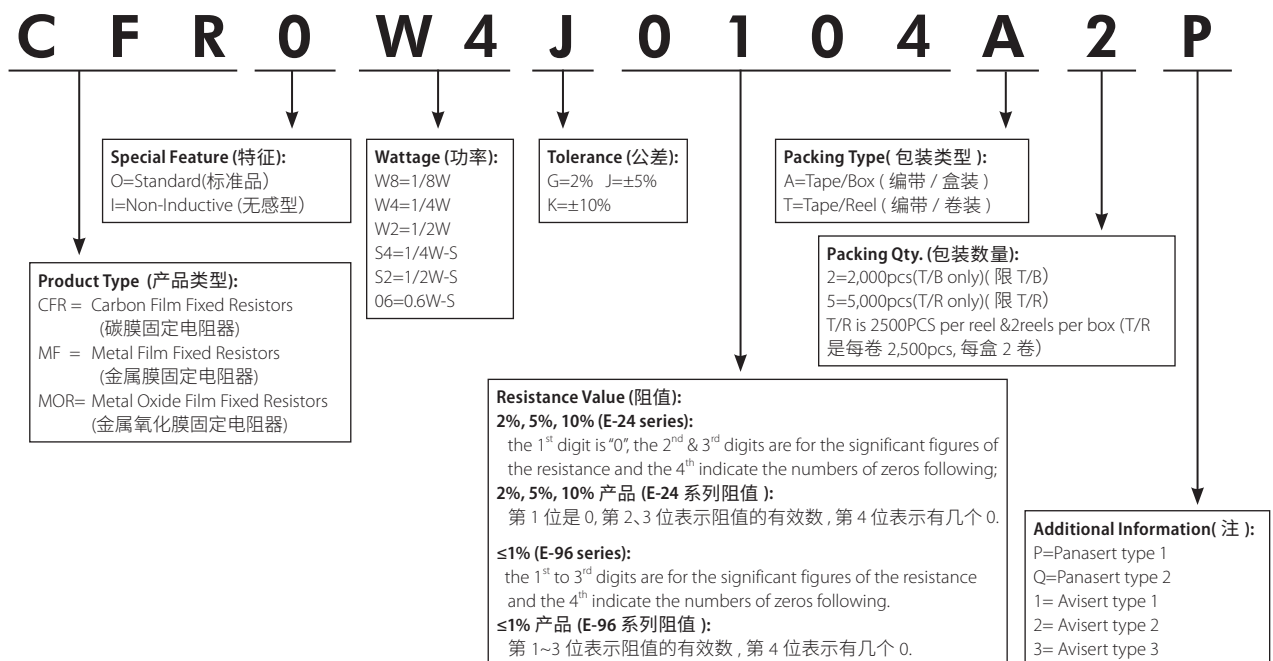 C F R 0 W 4 J 0 1 0 4 A 2 P
Special Feature (特征):
O=Standard(标准品)
I=Non-Inductive (无感型)
Wattage (功率):
W8=1/8W
W4=1/4W
W2=1/2W
S4=1/4W-S
S2=1/2W-S
06=0.6W-S
Tolerance (公差):
G=2% J=±5%
K=±10%
Packing Type( 包装类型 ):
A=Tape/Box ( 编带 / 盒装 )
T=Tape/Reel ( 编带 / 卷装 )
Packing Qty. (包装数量):
2=2,000pcs(T/B only)( 限 T/B)
5=5,000pcs(T/R only)( 限 T/R)
T/R is 2500PCS per reel &2reels per box (T/R
是每卷 2,500pcs, 每盒 2 卷)
Product Type (产品类型):
CFR = Carbon Film Fixed Resistors
(碳膜固定电阻器)
MF = Metal Film Fixed Resistors
(金属膜固定电阻器)
MOR= Metal Oxide Film Fixed Resistors
(金属氧化膜固定电阻器)
Resistance Value (阻值):
2%, 5%, 10% (E-24 series):
the 1st digit is "0", the 2nd & 3rd digits are for the significant figures of
the resistance and the 4th indicate the numbers of zeros following;
2%, 5%, 10% 产品 (E-24 系列阻值 ):
第 1 位是 0, 第 2、3 位表示阻值的有效数 , 第 4 位表示有几个 0.
≤1% (E-96 series):
the 1st to 3rd digits are for the significant figures of the resistance
and the 4th indicate the numbers of zeros following.
≤1% 产品 (E-96 系列阻值 ):
第 1~3 位表示阻值的有效数 , 第 4 位表示有几个 0.
Additional Information( 注 ):
P=Panasert type 1
Q=Panasert type 2
1= Avisert type 1
2= Avisert type 2
3= Avisert type 3